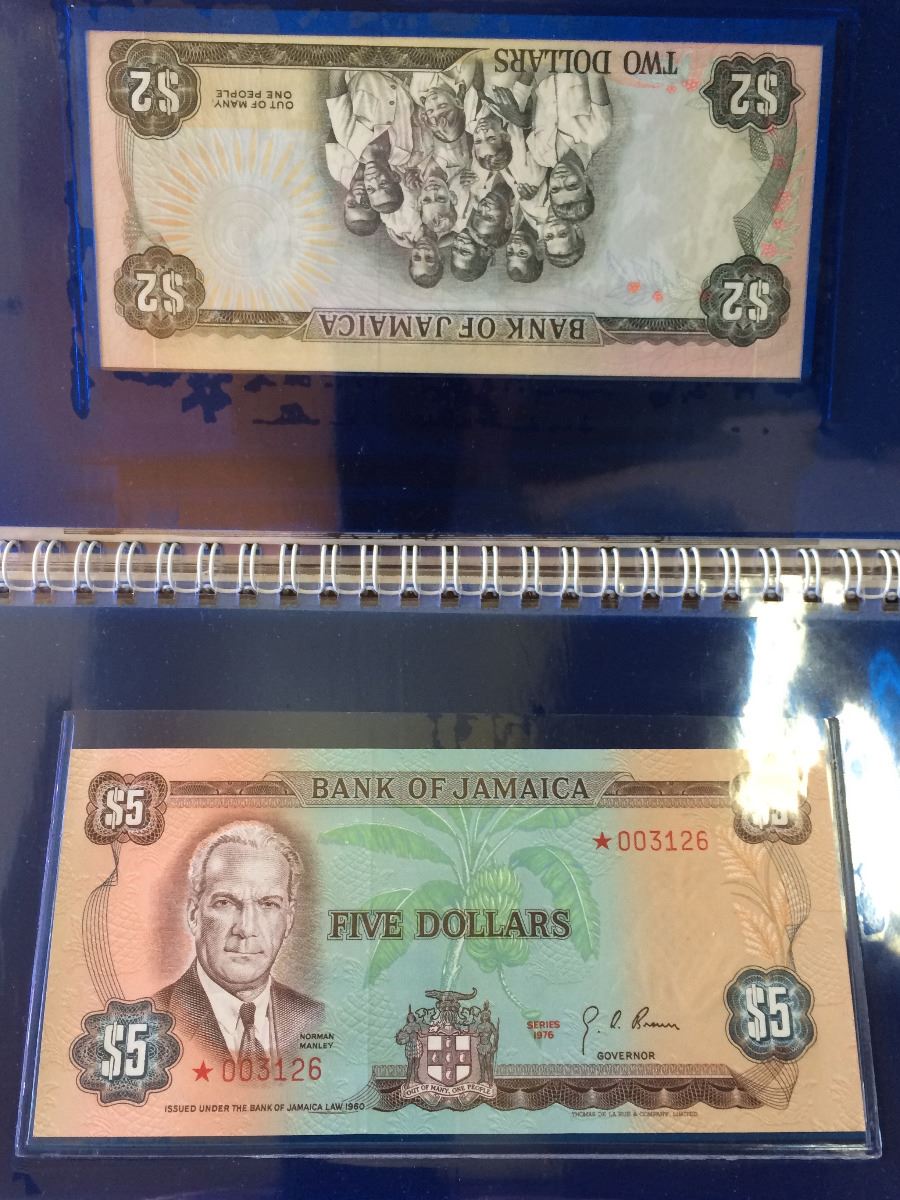 $2
TWO DOLLARS
$2
OUT OF MANY,
ONE PEOPLE
$2
$2
BANK OF JAMAICA
BANK OF JAMAICA
$5
$5
★003126
FIVE DOLLARS
NORMAN
MANLEY
SERIES
1976
G. A. Brown
GOVERNOR
$5
$5
★ 003126
OUT OF MANY, ONE PEOPLE
ISSUED UNDER THE BANK OF JAMAICA LAW 1960
THOMAS DE LA RUE & COMPANY, LIMITED